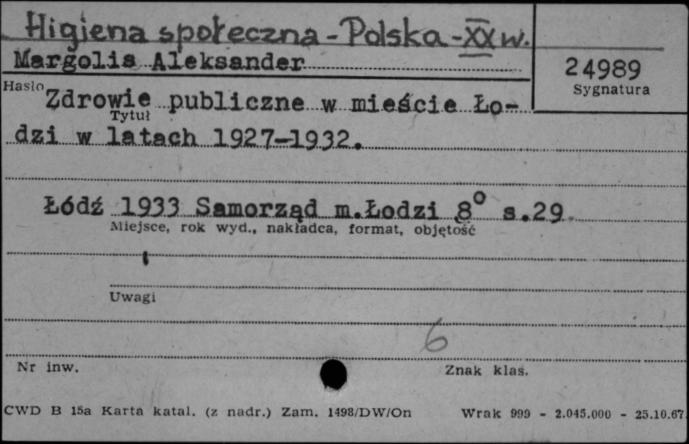 Higiena społeczna - Polska - XX w.
Margolis Aleksander
24989
Hasło
Sygnatura
Zdrowie publiczne w mieście Ło-
Tytuł
dzi w latach 1927-1932.
Łódź 1933 Samorząd m.Łodzi 8° s.29
Miejsce, rok wyd., nakładca, format, objętość
Uwagi
6
Nr inw.
Znak klas.
CWD B 15a Karta katal. (z nadr.) Zam. 1498/DW/On Wrak 999 - 2.045.000 - 25.10.67